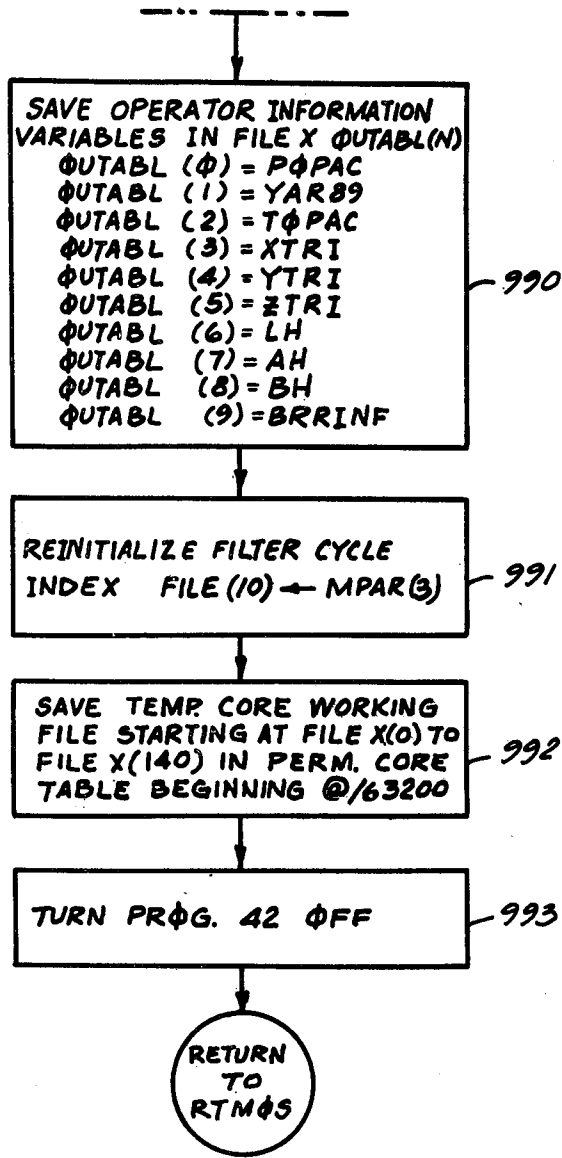 SAVE OPERATOR INFORMATION
VARIABLES IN FILE X ΦUTABL(N)
ΦUTABL (Φ) = PΦPAC
ΦUTABL (1) = YAR89
ΦUTABL (2) = TΦPAC
ΦUTABL (3) = XTRI
ΦUTABL (4) = YTRI
ΦUTABL (5) = ZTRI
ΦUTABL (6) = LH
ΦUTABL (7) = AH
ΦUTABL (8) = BH
ΦUTABL (9) = BRRINF
990
REINITIALIZE FILTER CYCLE
INDEX FILE (10) ← MPAR(3)
991
SAVE TEMP. CORE WORKING
FILE STARTING AT FILE X(0) TO
FILE X(140) IN PERM. CORE
TABLE BEGINNING @/63200
992
TURN PRΦG. 42 ΦFF
993
RETURN
TO
RTMΦS